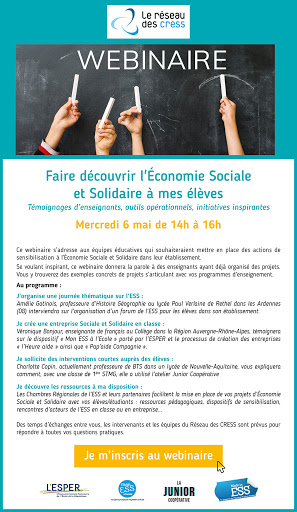 Le réseau
des cress
WEBINAIRE
Faire découvrir l'Économie Sociale
et Solidaire à mes élèves
Témoignages d'enseignants, outils opérationnels, initiatives inspirantes
Mercredi 6 mai de 14h à 16h
Ce webinaire s'adresse aux équipes éducatives qui souhaiteraient mettre en place des actions de
sensibilisation à l'Économie Sociale et Solidaire dans leur établissement.
Se voulant inspirant, ce webinaire donnera la parole à des enseignants ayant déjà organisé des projets.
Vous y trouverez des exemples concrets de projets s'articulant avec vos programmes d'enseignement.
Au programme :
J'organise une journée thématique sur l'ESS :
Amélie Gatinois, professeur d'Histoire Géographie au lycée Paul Verlaine de Rethel dans les Ardennes
(08) interviendra sur l'organisation d'un forum de l'ESS pour les élèves dans son établissement.
Je crée une entreprise Sociale et Solidaire en classe :
Véronique Bonjour, enseignante de français au Collège dans la Région Auvergne-Rhône-Alpes, témoignera
sur le dispositif « Mon ESS à l'Ecole » porté par l'ESPER et le processus de création des entreprises
« l'Heure aide » ainsi que « Pap'aide Compagnie ».
Je sollicite des interventions courtes auprès des élèves :
Charlotte Capin, actuellement professeur de BTS dans un lycée de Nouvelle-Aquitaine, vous expliquera
comment, avec une classe de 1ère STMG, elle a utilisé l'atelier Junior Coopérative
Je découvre les ressources à ma disposition :
Les Chambres Régionales de l'ESS et leurs partenaires facilitent la mise en place de vos projets d'Économie
Sociale et Solidaire avec vos élèves/étudiants : ressources pédagogiques, dispositifs de sensibilisation,
rencontres d'acteurs de l'ESS en classe ou en entreprise...
Des temps d'échanges entre vous, les intervenants et les équipes du Réseau des CRESS sont prévus pour
répondre à toutes vos questions pratiques.
Je m'inscris au webinaire
L'ESPER
ESS
LA
JUNIOR
COOPÉRATIVE
ESS